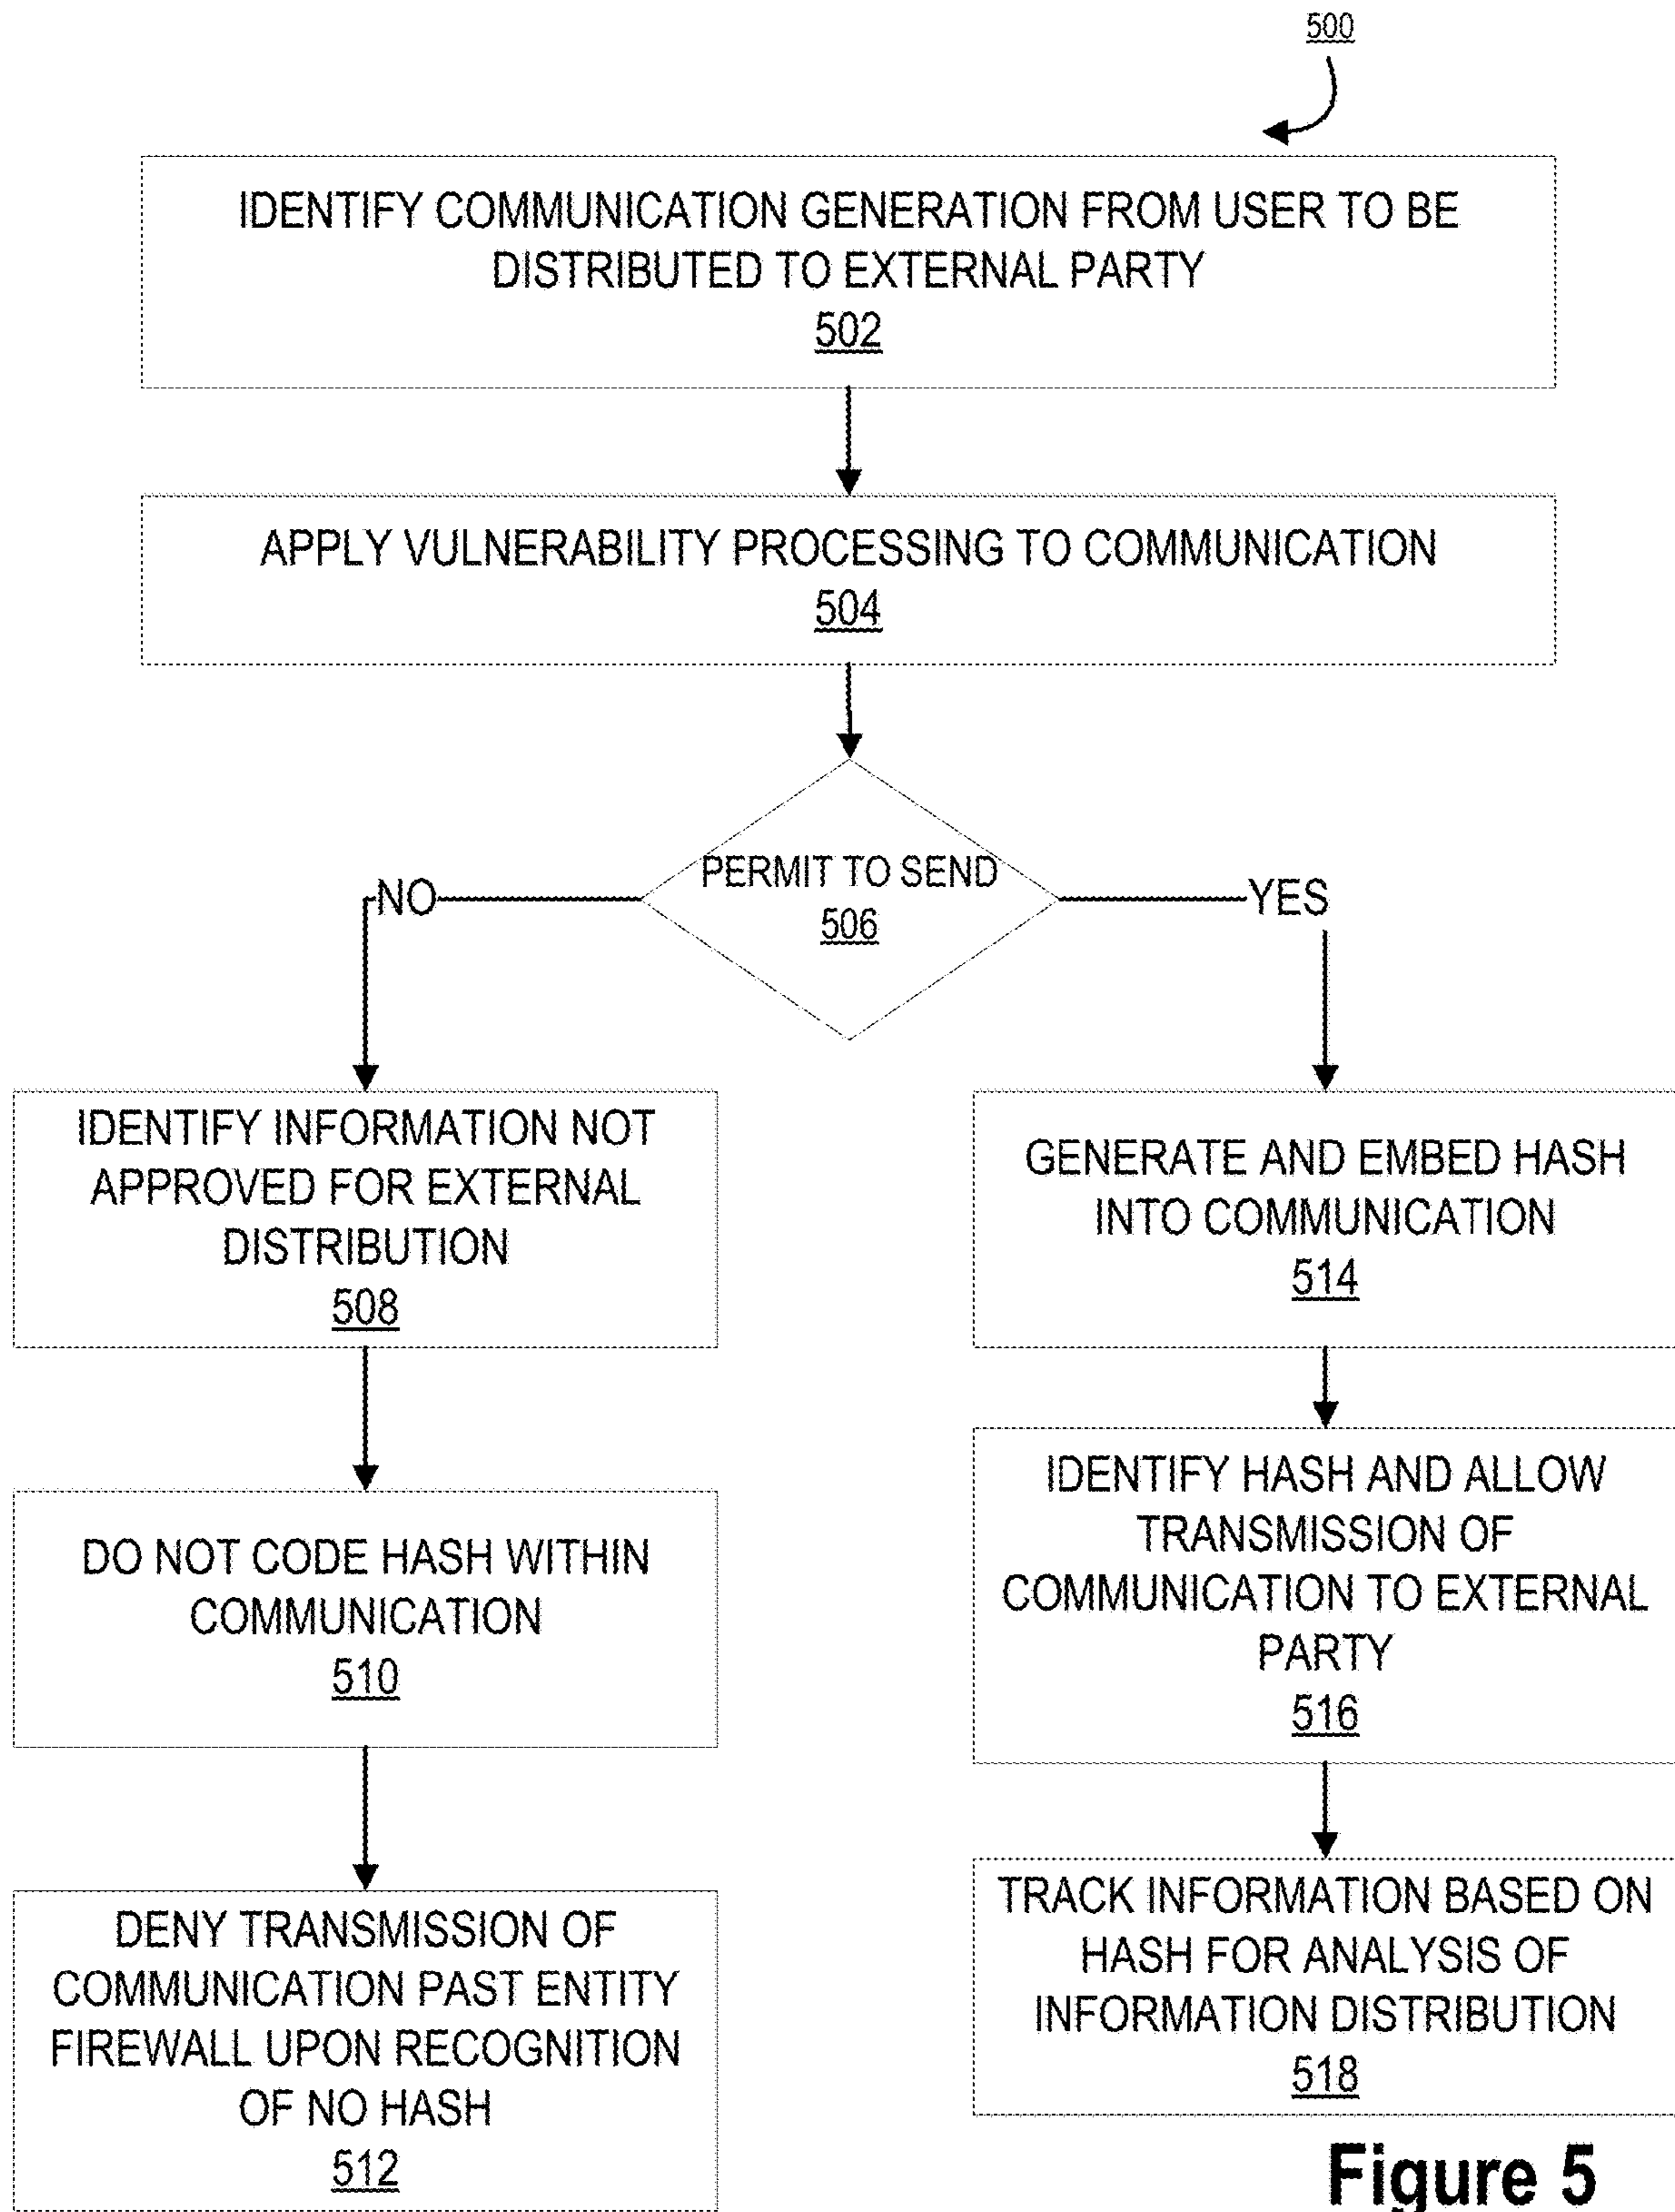 500
IDENTIFY COMMUNICATION GENERATION FROM USER TO BE
DISTRIBUTED TO EXTERNAL PARTY
502
APPLY VULNERABILITY PROCESSING TO COMMUNICATION
504
PERMIT TO SEND
506
NO
YES
IDENTIFY INFORMATION NOT
APPROVED FOR EXTERNAL
DISTRIBUTION
508
DO NOT CODE HASH WITHIN
COMMUNICATION
510
DENY TRANSMISSION OF
COMMUNICATION PAST ENTITY
FIREWALL UPON RECOGNITION
OF NO HASH
512
GENERATE AND EMBED HASH
INTO COMMUNICATION
514
IDENTIFY HASH AND ALLOW
TRANSMISSION OF
COMMUNICATION TO EXTERNAL
PARTY
516
TRACK INFORMATION BASED ON
HASH FOR ANALYSIS OF
INFORMATION DISTRIBUTION
518
Figure 5